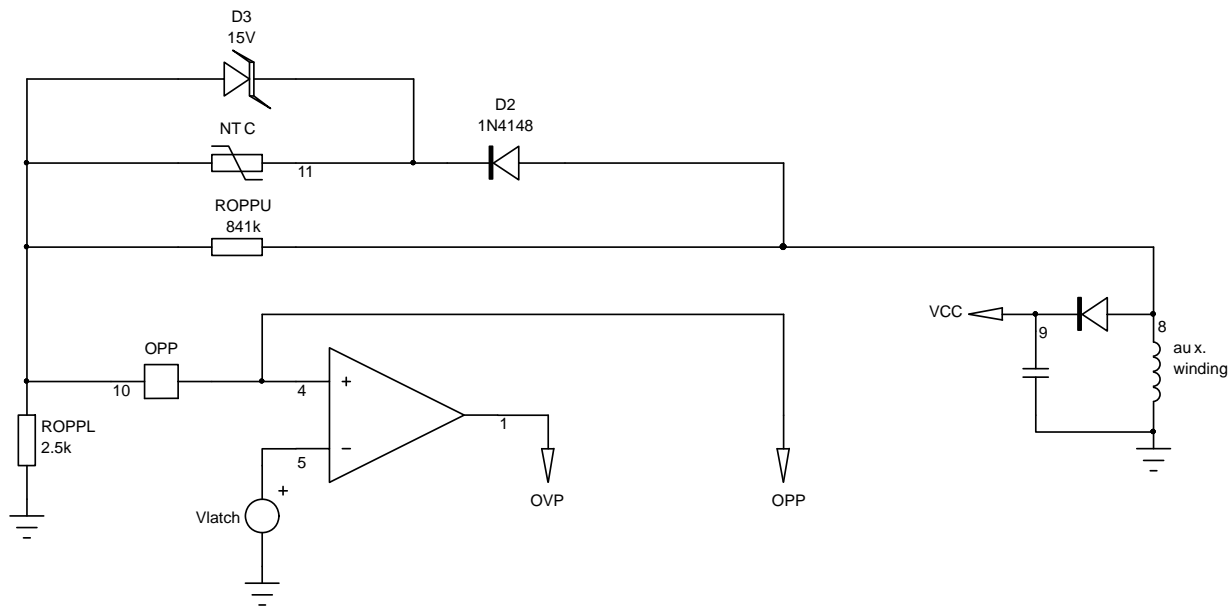 D3
15V
D2
1N4148
NTC
11
ROPPU
841k
VCC
9
8
aux.
winding
OPP
10
4
+
1
ROPPL
2.5k
5
−
+
Vlatch
OVP
OPP